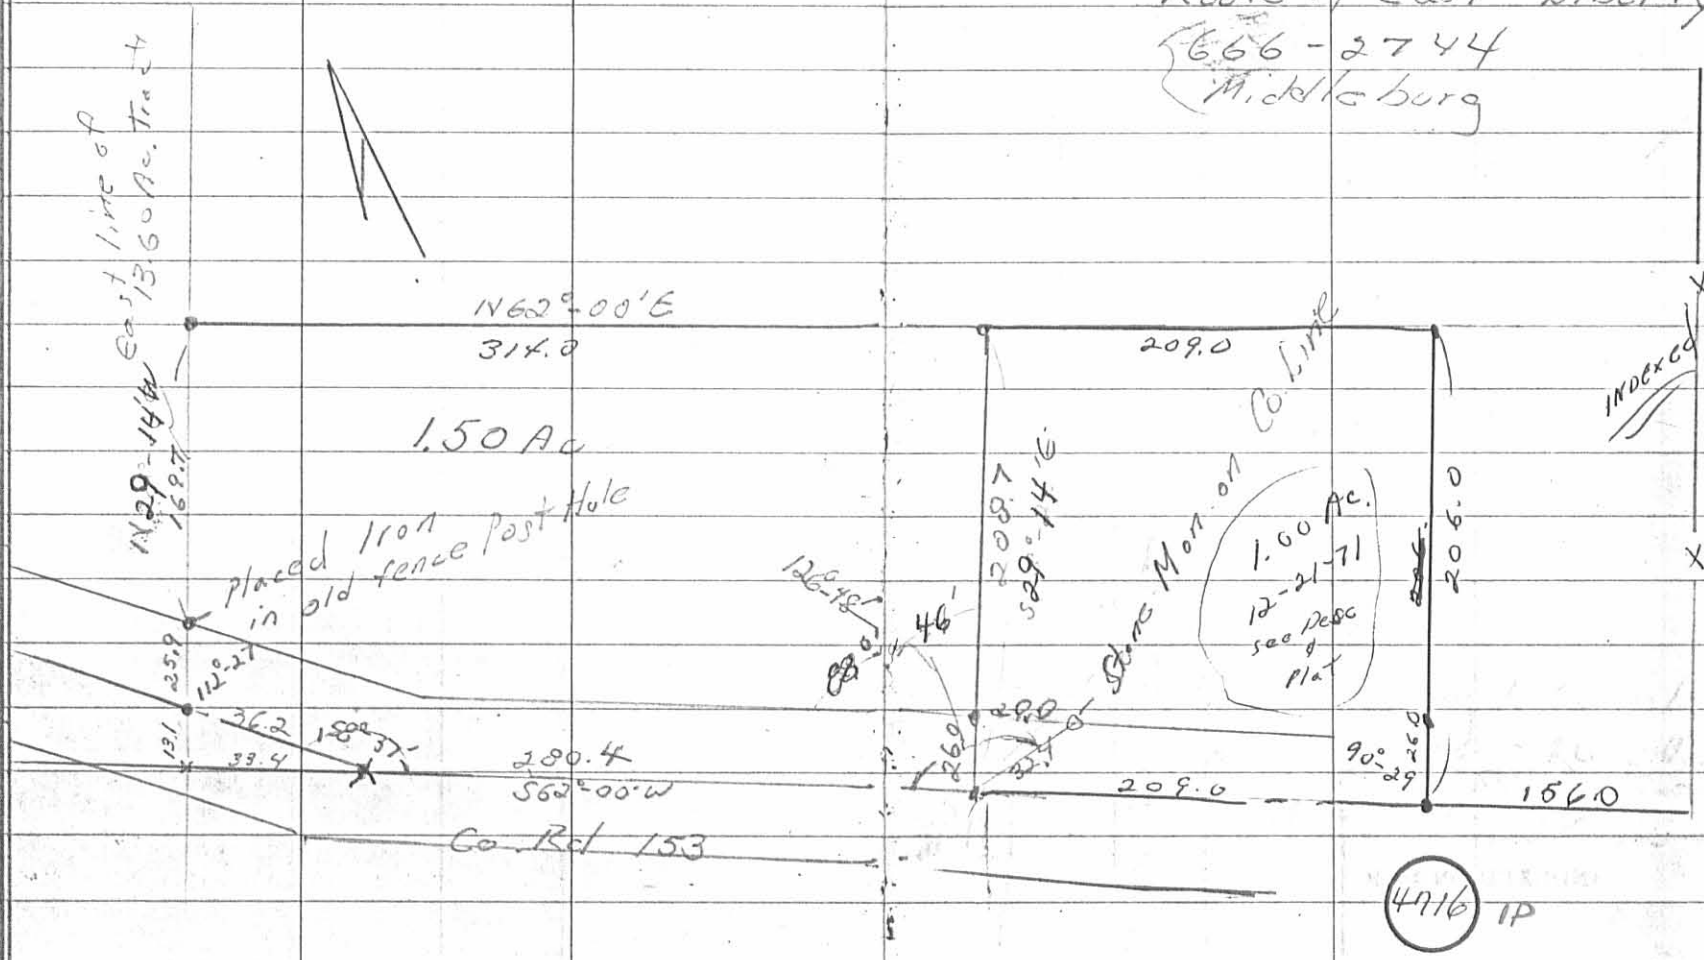 666-2744
Middleburg
East line of
13.60 Ac. Tract
N62°-00'E
314.0
209.0
Co. Line
INDEXED
N29°-14'W
169.7
1.50 Ac
208.7
S29°-14'E
Stone Mon. on
1.00 Ac.
12-21-71
see Desc
&
plat
206.0
placed Iron
in old fence Post Hole
126°-48'
88°
46'
25.9
112°-27'
36.2
158°-37'
13.1
33.4
280.4
S62°-00'W
29.0
26.0
32.1
209.0
90°-29'
26.0
156.0
Co. Rd 153
4716
IP